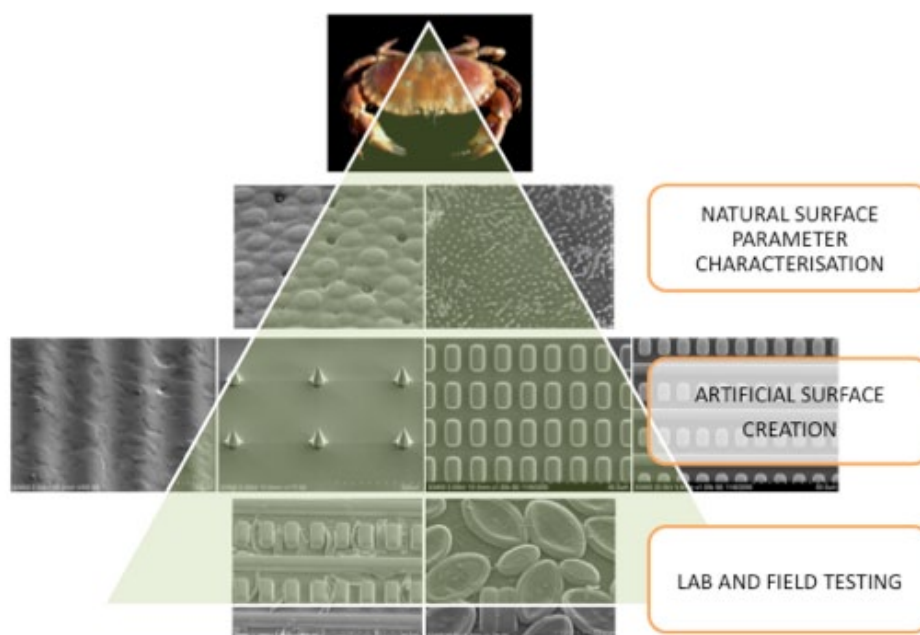 NATURAL SURFACE
PARAMETER
CHARACTERISATION
ARTIFICIAL SURFACE
CREATION
LAB AND FIELD TESTING